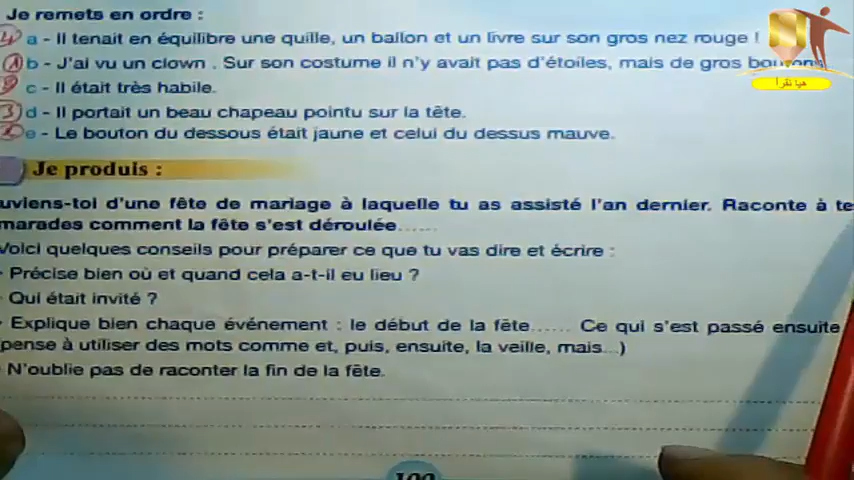 Je remets en ordre :
4 a - Il tenait en équilibre une quille, un ballon et un livre sur son gros nez rouge !
1 b - J'ai vu un clown . Sur son costume il n'y avait pas d'étoiles, mais de gros boutons.
c - Il était très habile.
3 d - Il portait un beau chapeau pointu sur la tête.
e - Le bouton du dessous était jaune et celui du dessus mauve.
هيا نقرأ
Je produis :
uviens-toi d'une fête de mariage à laquelle tu as assisté l'an dernier. Raconte à te
marades comment la fête s'est déroulée......
Voici quelques conseils pour préparer ce que tu vas dire et écrire :
- Précise bien où et quand cela a-t-il eu lieu ?
- Qui était invité ?
- Explique bien chaque événement : le début de la fête...... Ce qui s'est passé ensuite
(pense à utiliser des mots comme et, puis, ensuite, la veille, mais...)
- N'oublie pas de raconter la fin de la fête.